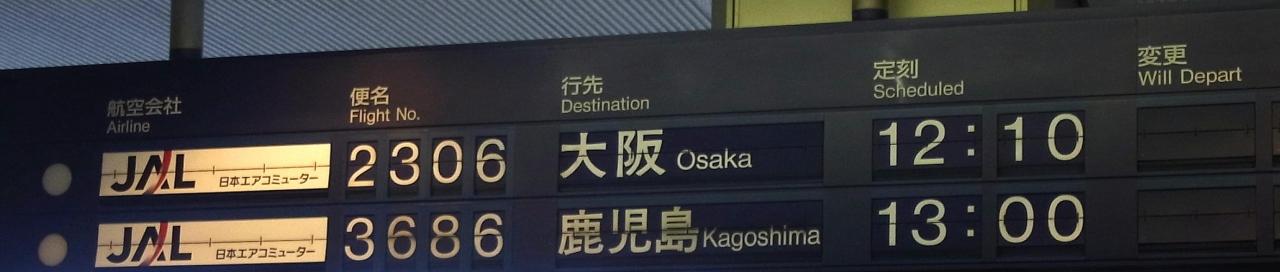 航空会社 便名 行先 定刻 変更
Airline Flight No. Destination Scheduled Will Depart
JAL 日本エアコミューター 2306 大阪 Osaka 12:10
JAL 日本エアコミューター 3686 鹿児島 Kagoshima 13:00